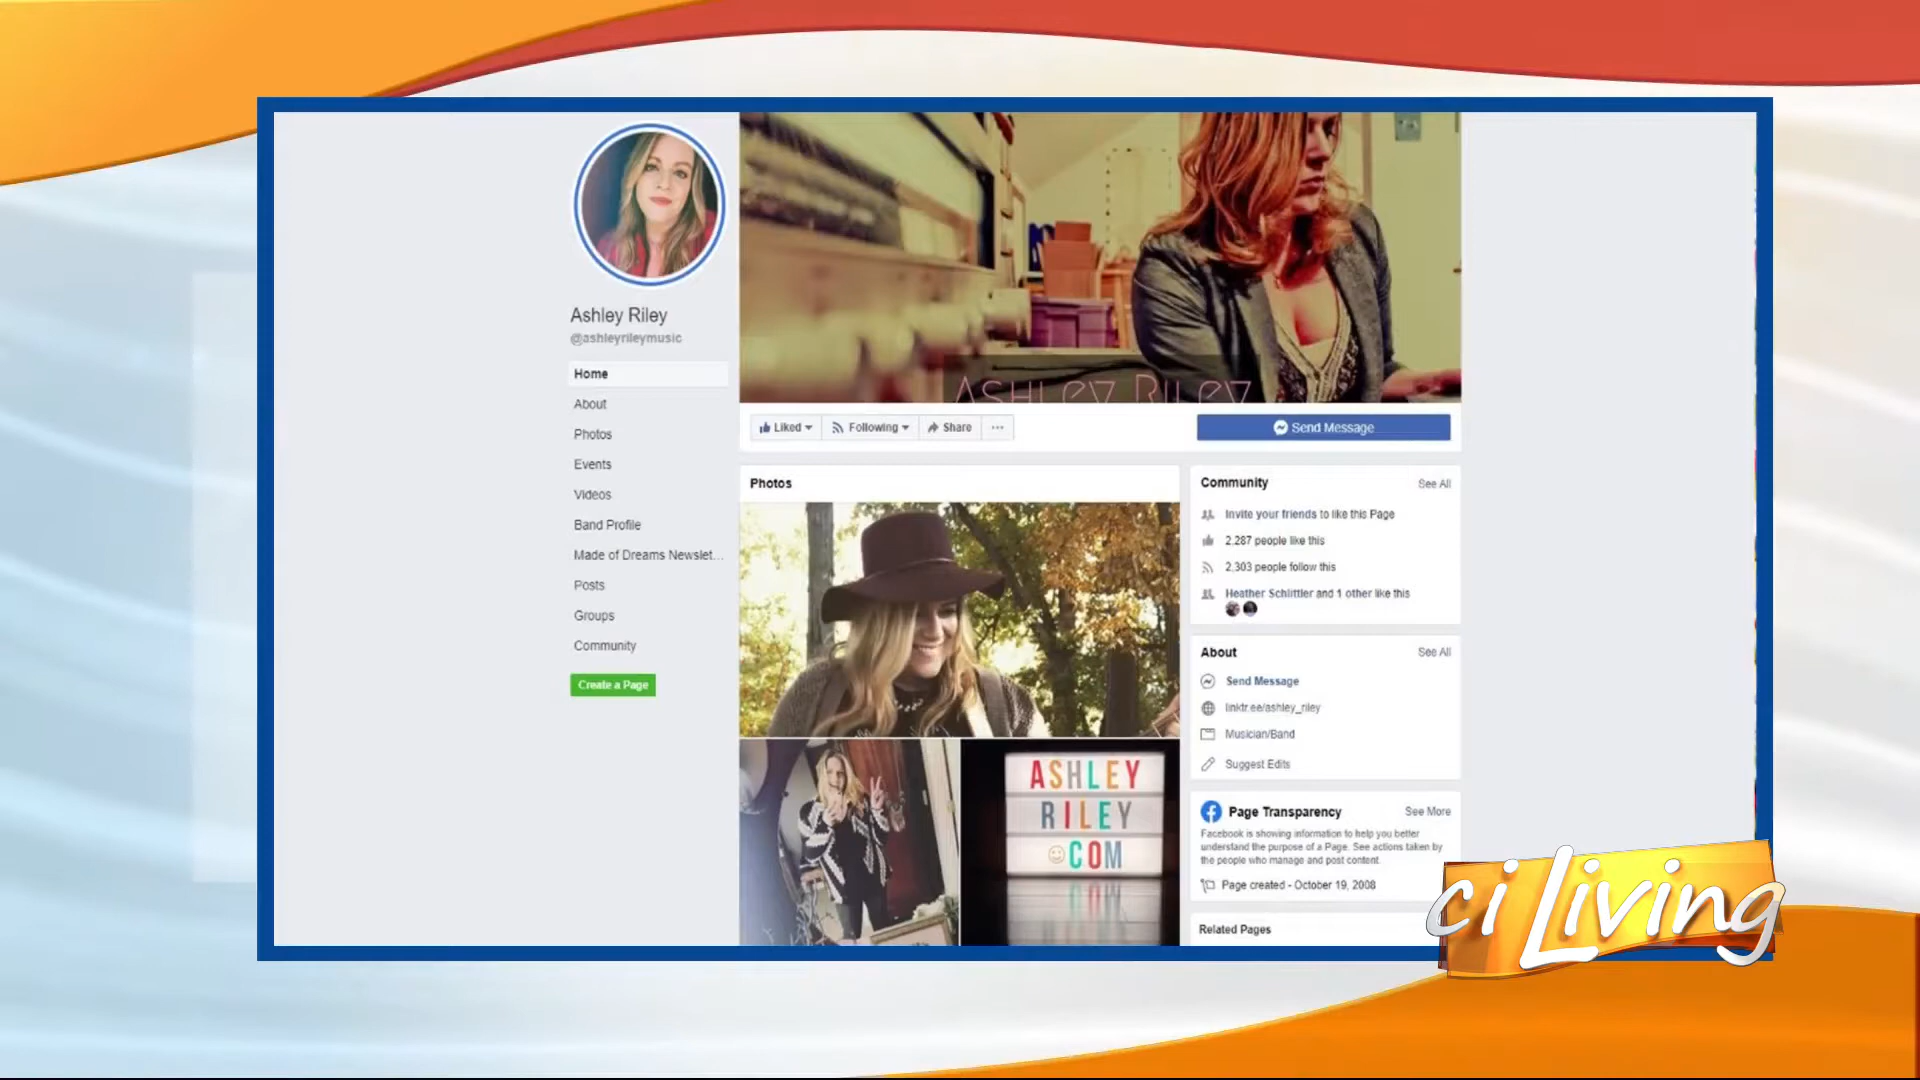 Ashley Riley
@ashleyrileymusic
Home
About
Photos
Events
Videos
Band Profile
Made of Dreams Newslet...
Posts
Groups
Community
Create a Page
ASHLEY RILEY
Liked
Following
Share
...
Send Message
Photos
ASHLEY
RILEY
COM
Community
See All
Invite your friends to like this Page
2,287 people like this
2,303 people follow this
Heather Schlittler and 1 other like this
About
See All
Send Message
linktr.ee/ashley_riley
Musician/Band
Suggest Edits
Page Transparency
See More
Facebook is showing information to help you better
understand the purpose of a Page. See actions taken by
the people who manage and post content.
Page created - October 19, 2008
Related Pages
ci Living